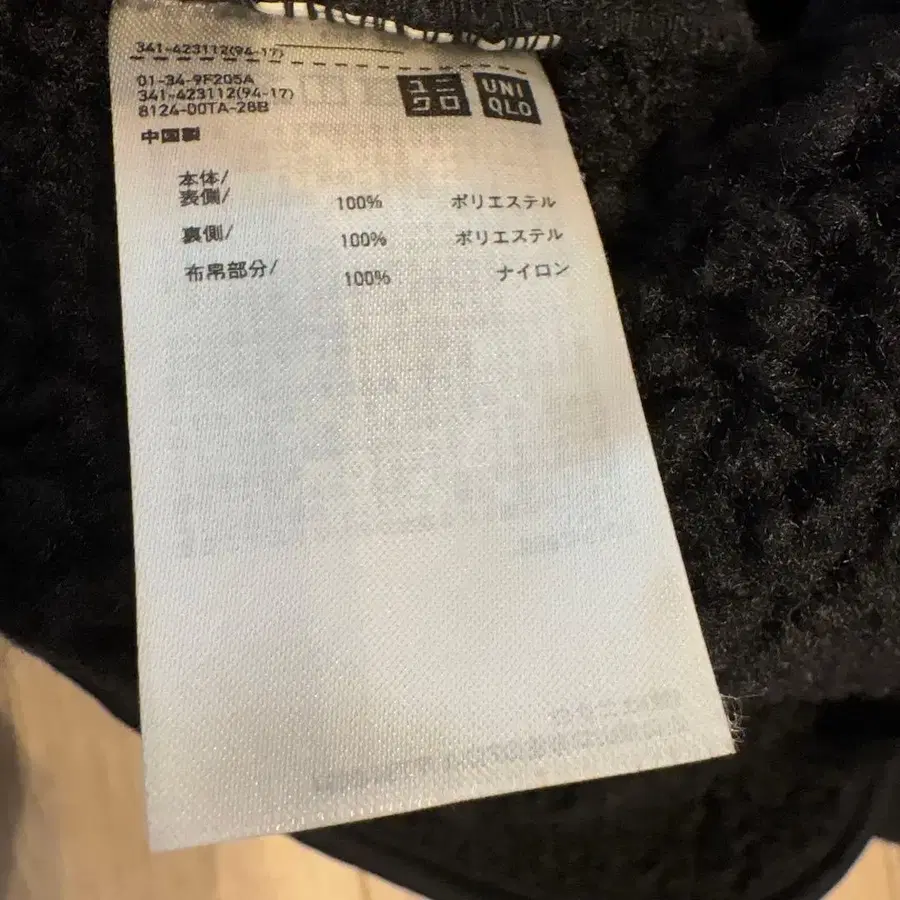 341-423112(94-17)
01-34-9F205A
341-423112(94-17)
8124-00TA-28B
ユニ
クロ
UNI
QLO
中国製
本体/
表側/ 100% ポリエステル
裏側/ 100% ポリエステル
布帛部分/ 100% ナイロン